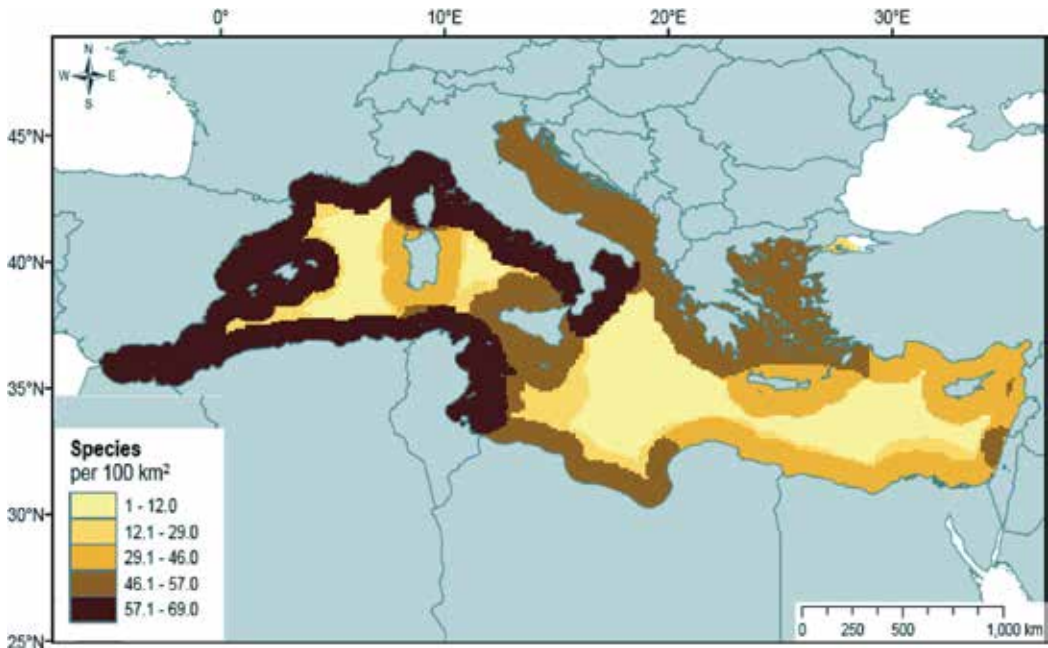 0° 10°E 20°E 30°E
N
W E
S
45°N
40°N
35°N
30°N
25°N
Species
per 100 km²
1 - 12.0
12.1 - 29.0
29.1 - 46.0
46.1 - 57.0
57.1 - 69.0
0 250 500 1,000 km